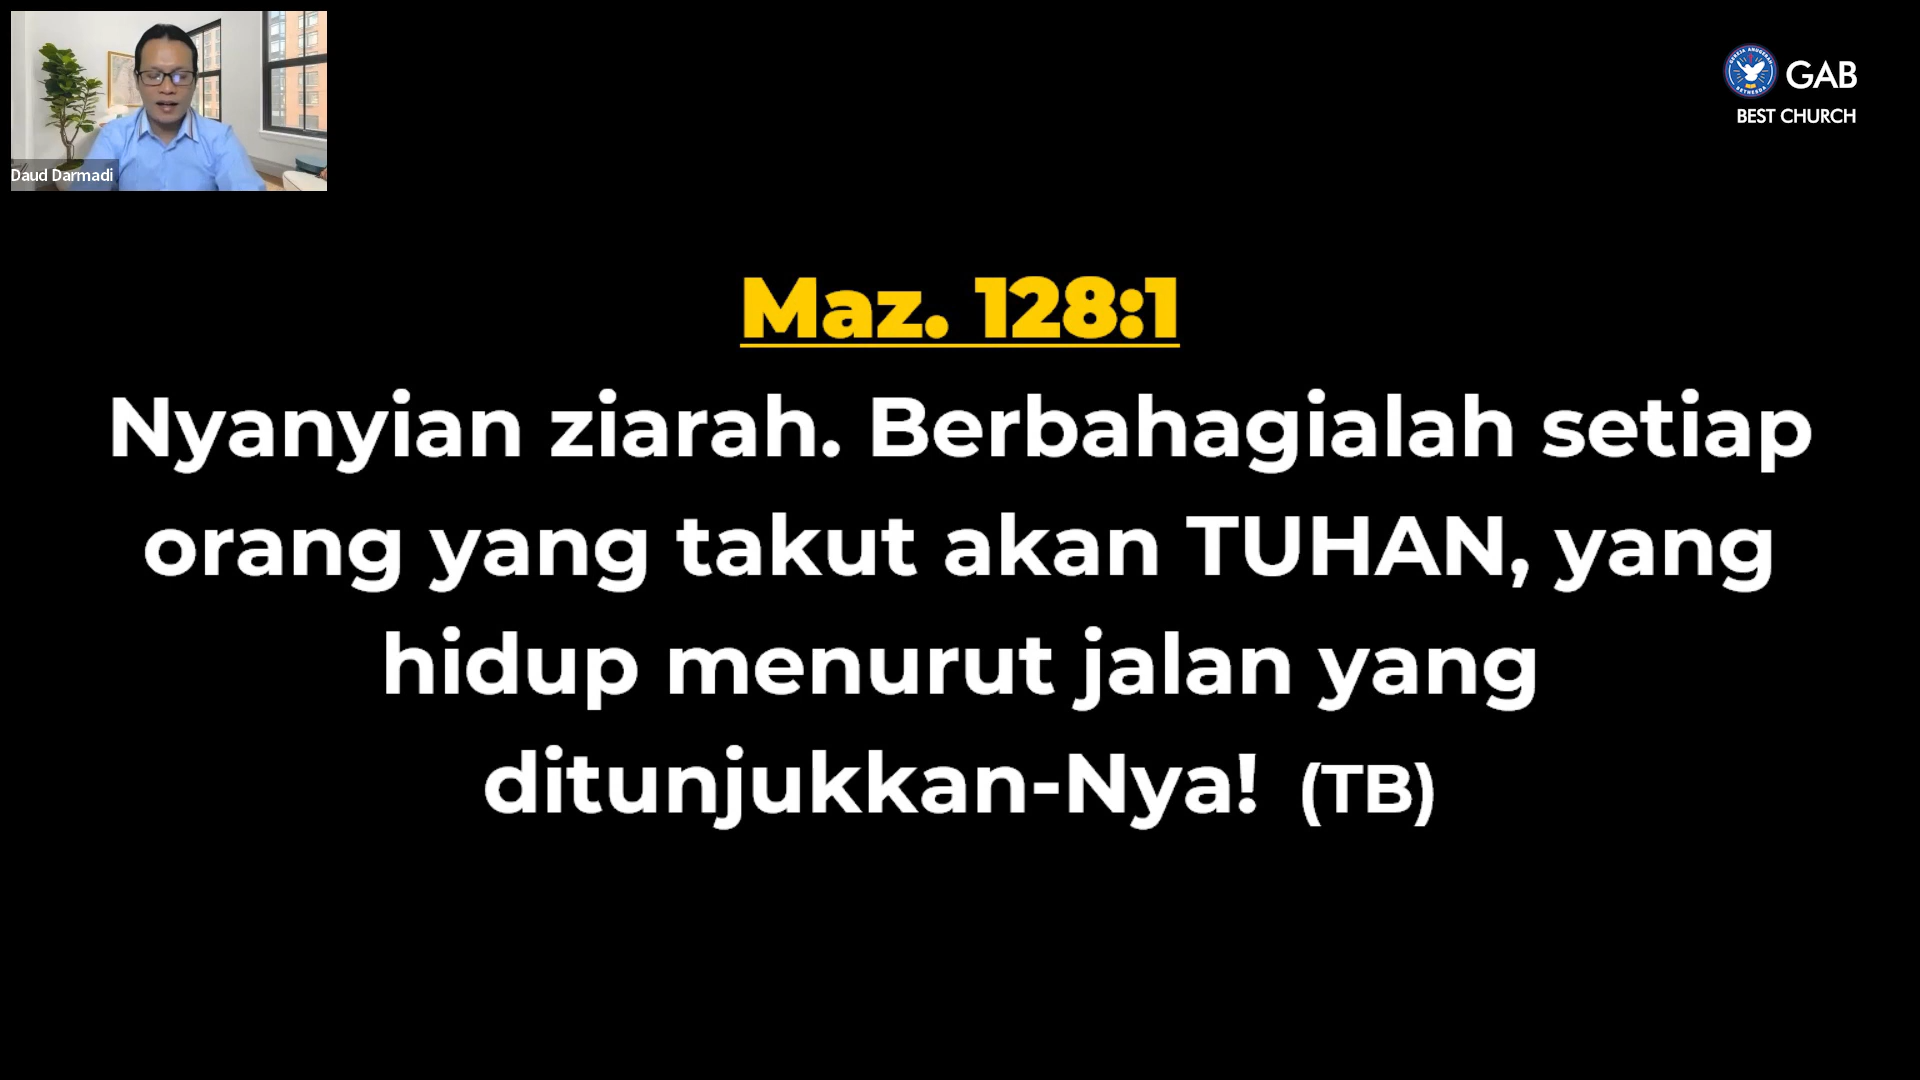 Daud Darmadi
GAB
BEST CHURCH
Maz. 128:1
Nyanyian ziarah. Berbahagialah setiap
orang yang takut akan TUHAN, yang
hidup menurut jalan yang
ditunjukkan-Nya! (TB)